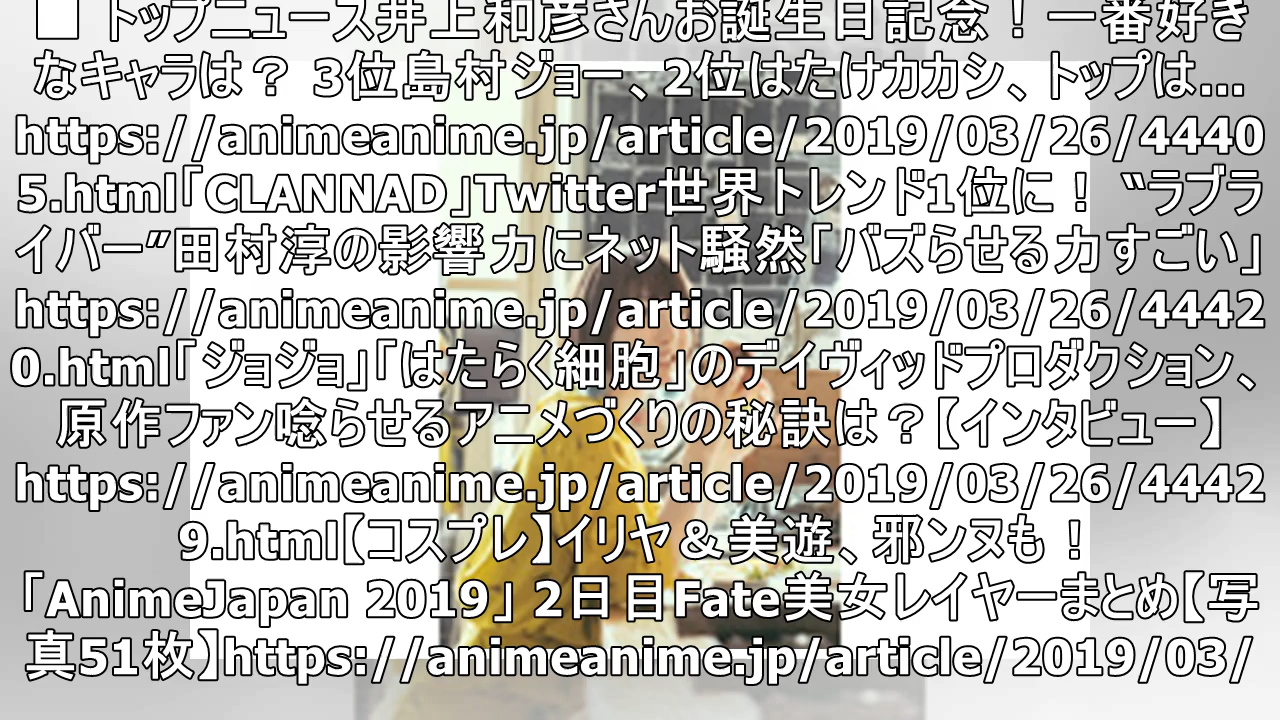 ■ トップニュース井上和彦さんお誕生日記念！一番好き
なキャラは？ 3位島村ジョー、2位はたけカカシ、トップは…
https://animeanime.jp/article/2019/03/26/4440
5.html「CLANNAD」Twitter世界トレンド1位に！ “ラブラ
イバー”田村淳の影響力にネット騒然「バズらせる力すごい」
https://animeanime.jp/article/2019/03/26/4442
0.html「ジョジョ」「はたらく細胞」のデイヴィッドプロダクション、
原作ファン唸らせるアニメづくりの秘訣は？【インタビュー】
https://animeanime.jp/article/2019/03/26/4442
9.html【コスプレ】イリヤ＆美遊、邪ンヌも！
「AnimeJapan 2019」 2日目Fate美女レイヤーまとめ【写
真51枚】https://animeanime.jp/article/2019/03/